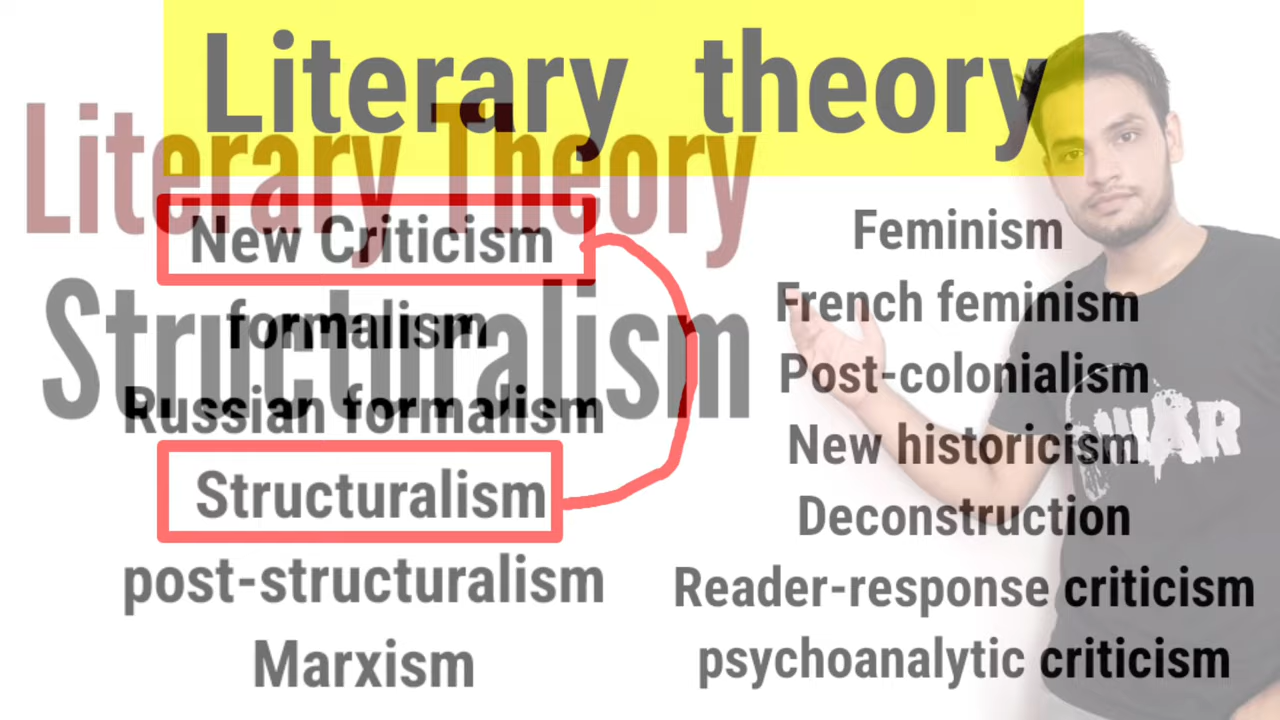 Literary theory
Literary Theory
Structuralism
New Criticism
formalism
Russian formalism
Structuralism
post-structuralism
Marxism
Feminism
French feminism
Post-colonialism
New historicism
Deconstruction
Reader-response criticism
psychoanalytic criticism